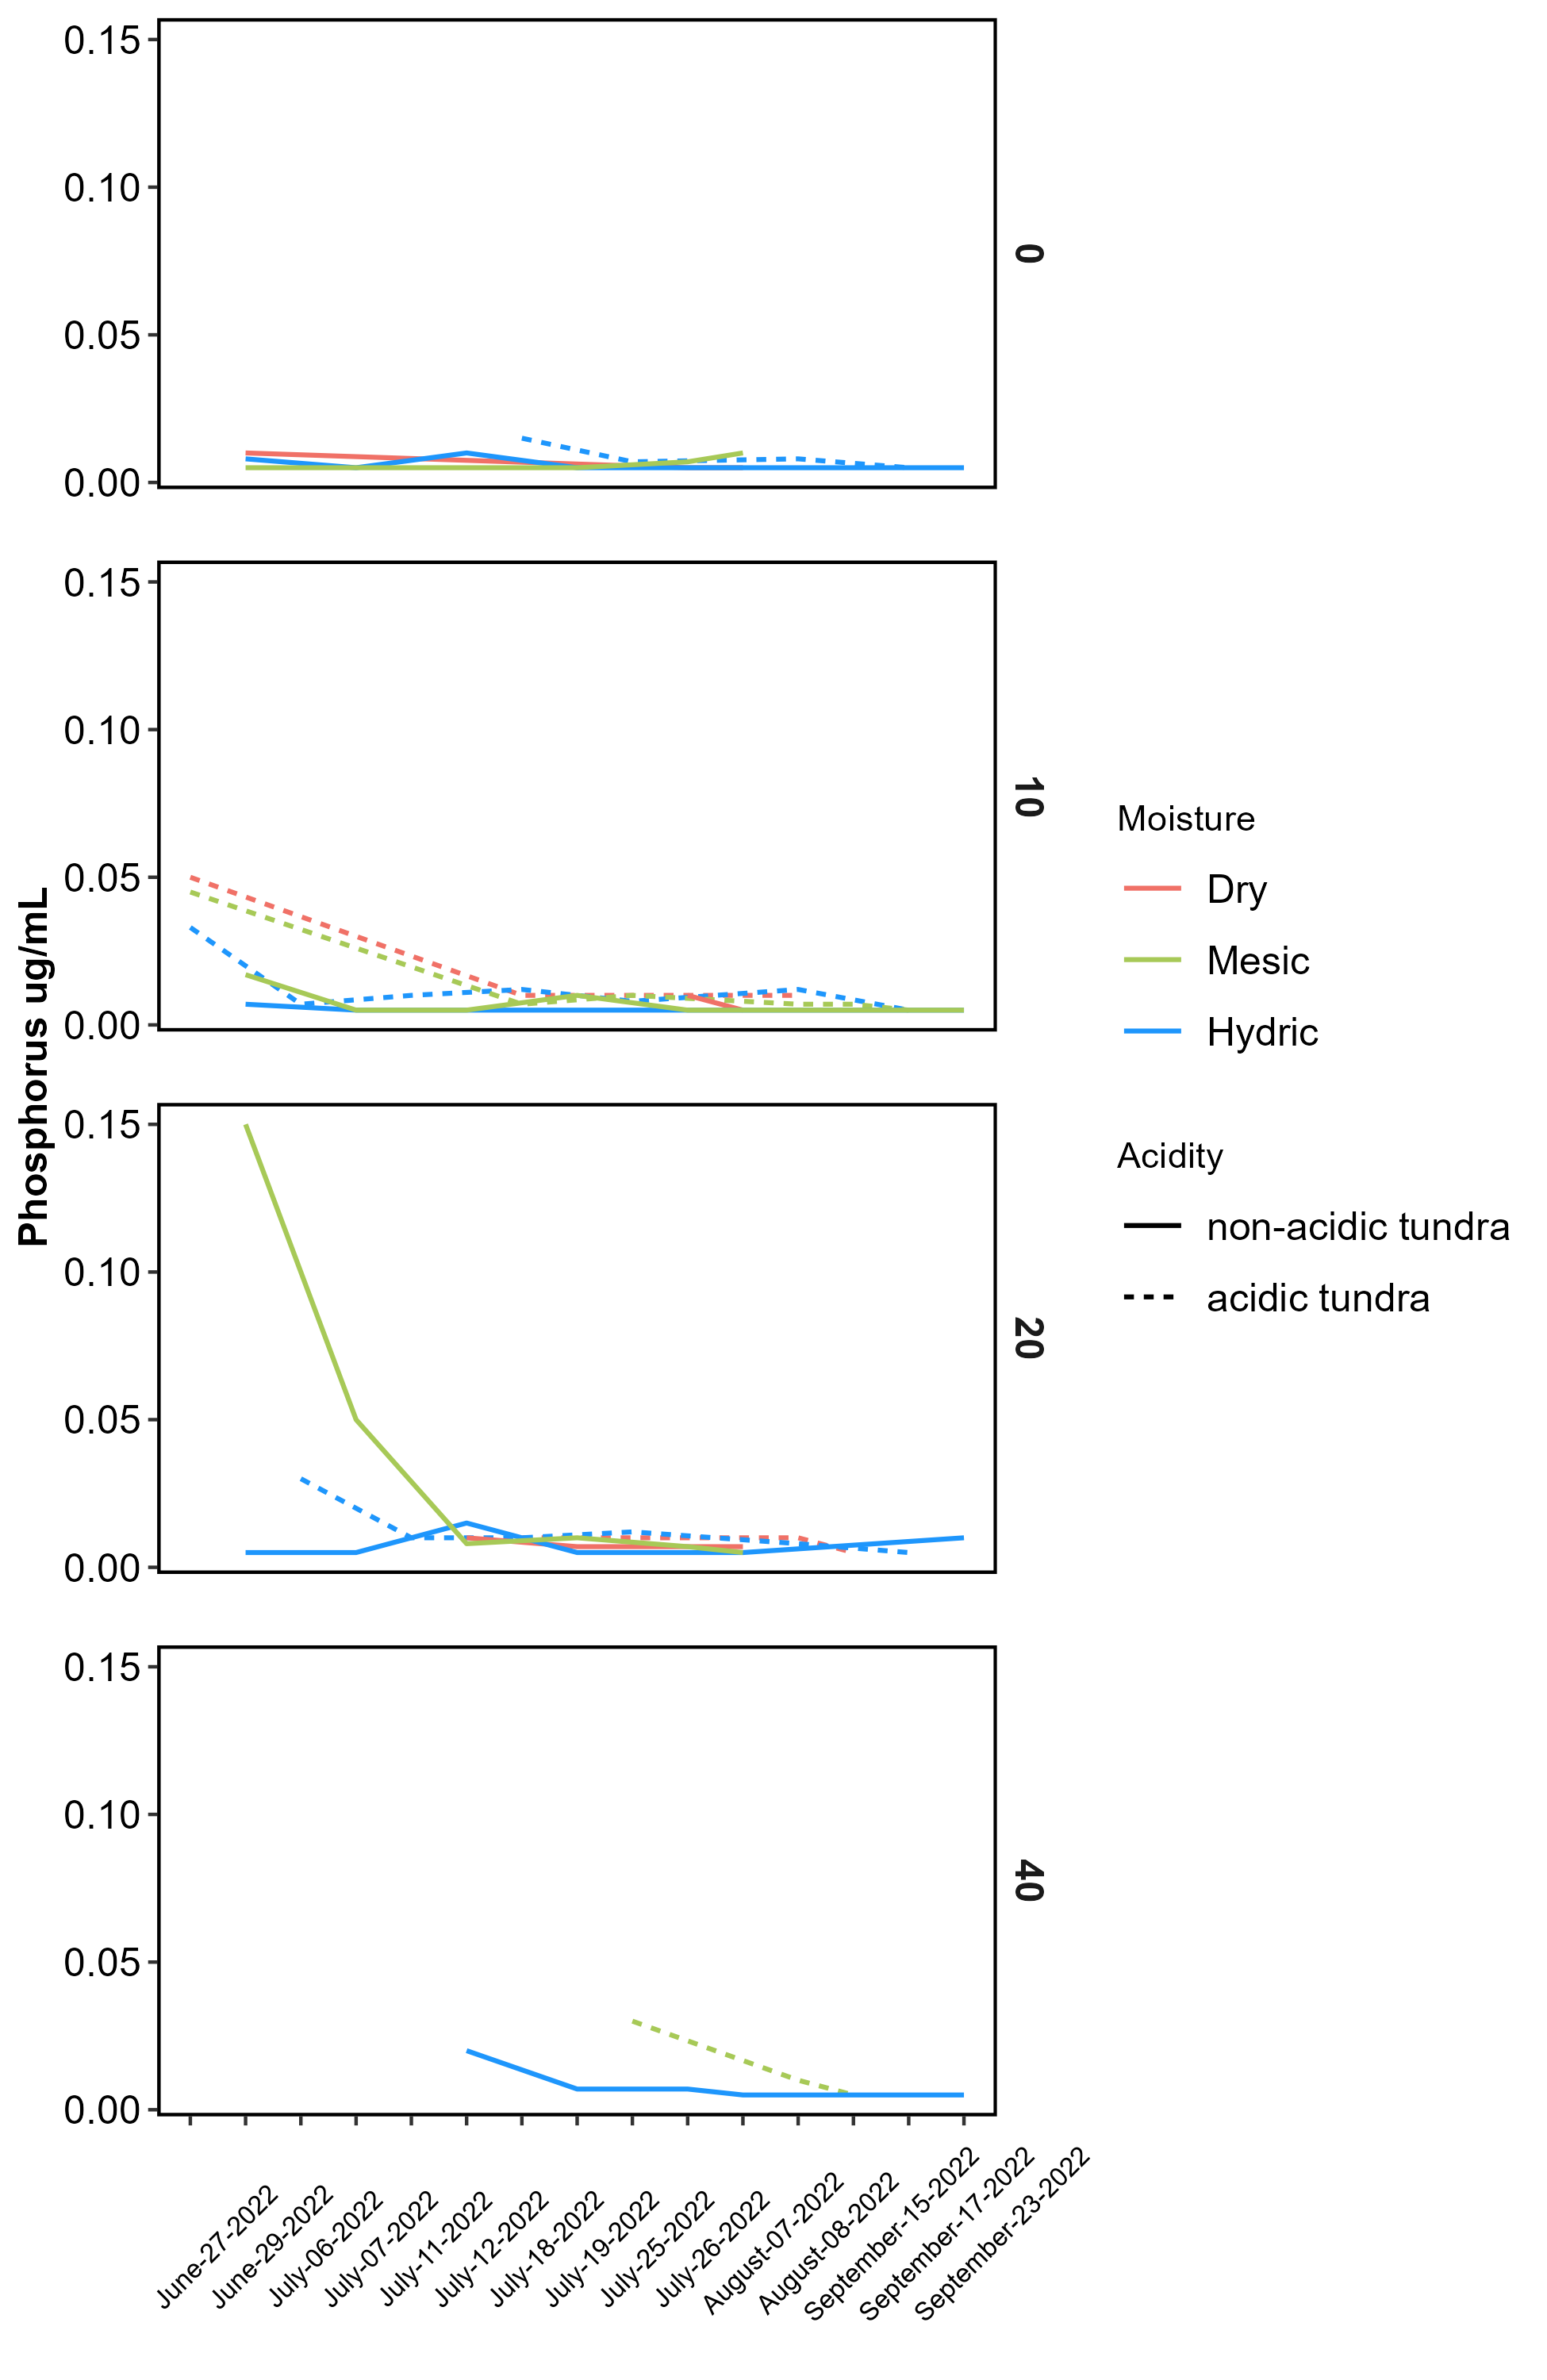 0.15
0.10
0.05
0.00
0
0.15
0.10
0.05
0.00
10
0.15
0.10
0.05
0.00
20
0.15
0.10
0.05
0.00
40
Phosphorus ug/mL
June-27-2022
June-29-2022
July-06-2022
July-07-2022
July-11-2022
July-12-2022
July-18-2022
July-19-2022
July-25-2022
July-26-2022
August-07-2022
August-08-2022
September-15-2022
September-17-2022
September-23-2022
Moisture
Dry
Mesic
Hydric
Acidity
non-acidic tundra
acidic tundra